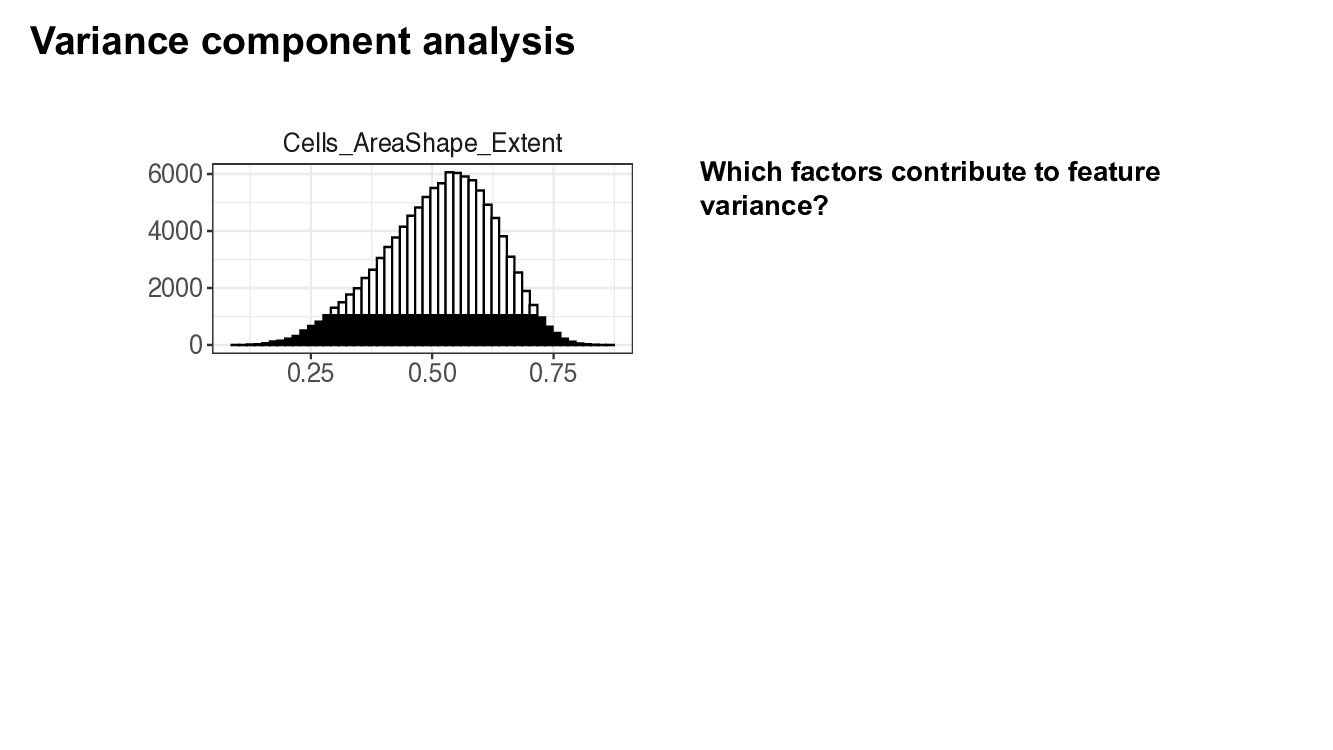 Variance component analysis
Cells_AreaShape_Extent
6000
4000
2000
0
0.25 0.50 0.75
Which factors contribute to feature
variance?